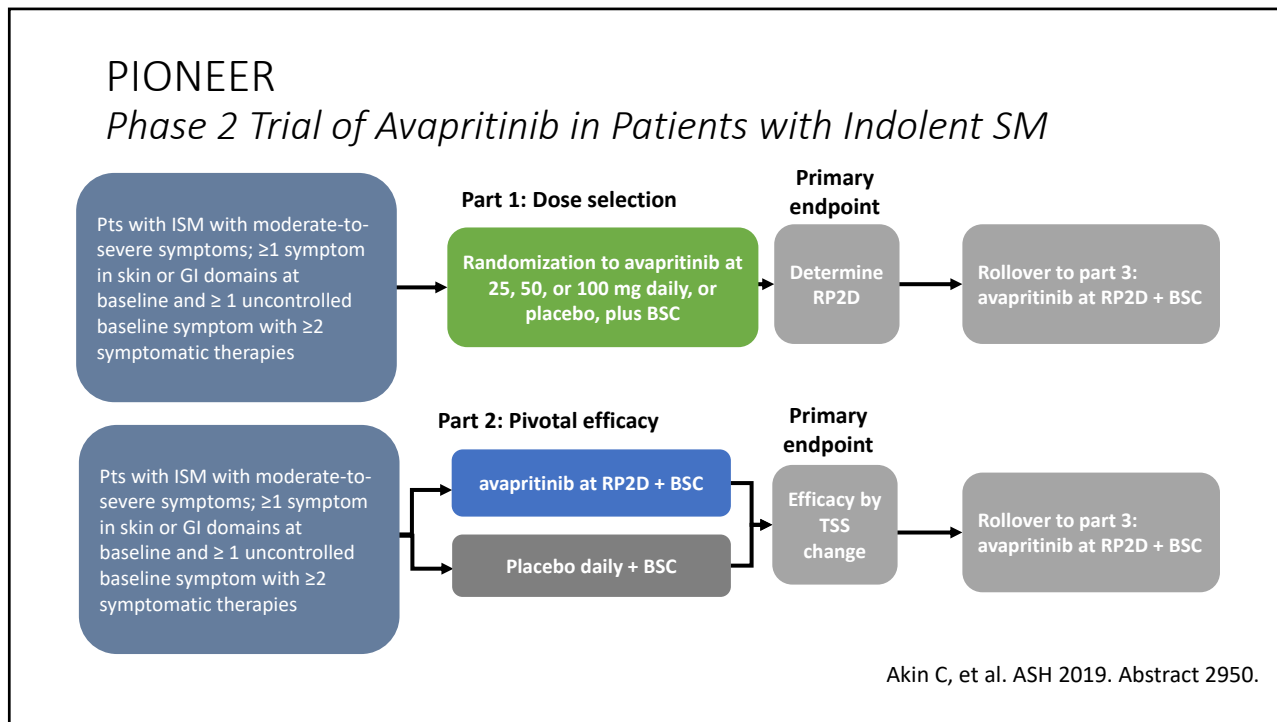 PIONEER
Phase 2 Trial of Avapritinib in Patients with Indolent SM
Pts with ISM with moderate-to-
severe symptoms; ≥1 symptom
in skin or GI domains at
baseline and ≥ 1 uncontrolled
baseline symptom with ≥2
symptomatic therapies
Part 1: Dose selection
Randomization to avapritinib at
25, 50, or 100 mg daily, or
placebo, plus BSC
Primary
endpoint
Determine
RP2D
Rollover to part 3:
avapritinib at RP2D + BSC
Pts with ISM with moderate-to-
severe symptoms; ≥1 symptom
in skin or GI domains at
baseline and ≥ 1 uncontrolled
baseline symptom with ≥2
symptomatic therapies
Part 2: Pivotal efficacy
avapritinib at RP2D + BSC
Placebo daily + BSC
Primary
endpoint
Efficacy by
TSS
change
Rollover to part 3:
avapritinib at RP2D + BSC
Akin C, et al. ASH 2019. Abstract 2950.